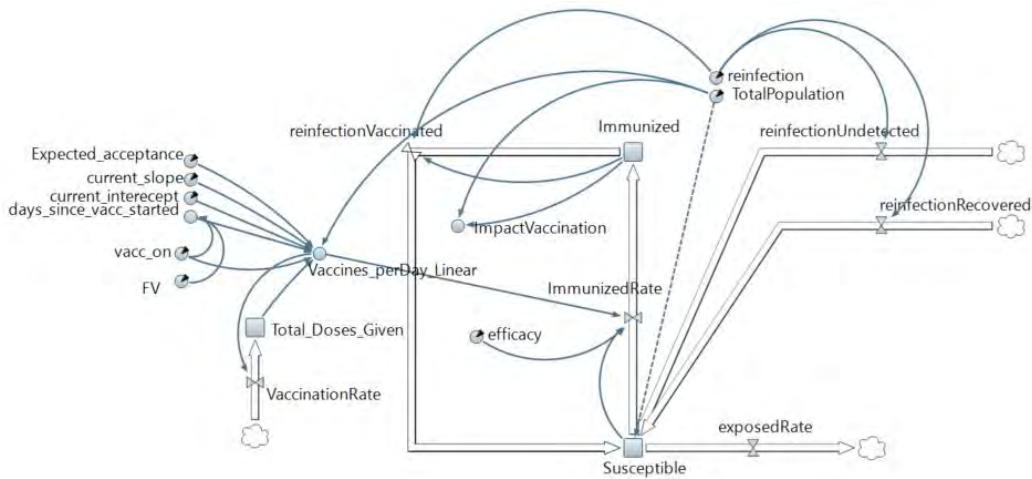 reinfection
TotalPopulation
reinfectionVaccinated
Immunized
reinfectionUndetected
Expected_acceptance
current_slope
current_interecept
days_since_vacc_started
reinfectionRecovered
ImpactVaccination
vacc_on
Vaccines_perDay_Linear
FV
ImmunizedRate
Total_Doses_Given
efficacy
VaccinationRate
exposedRate
Susceptible